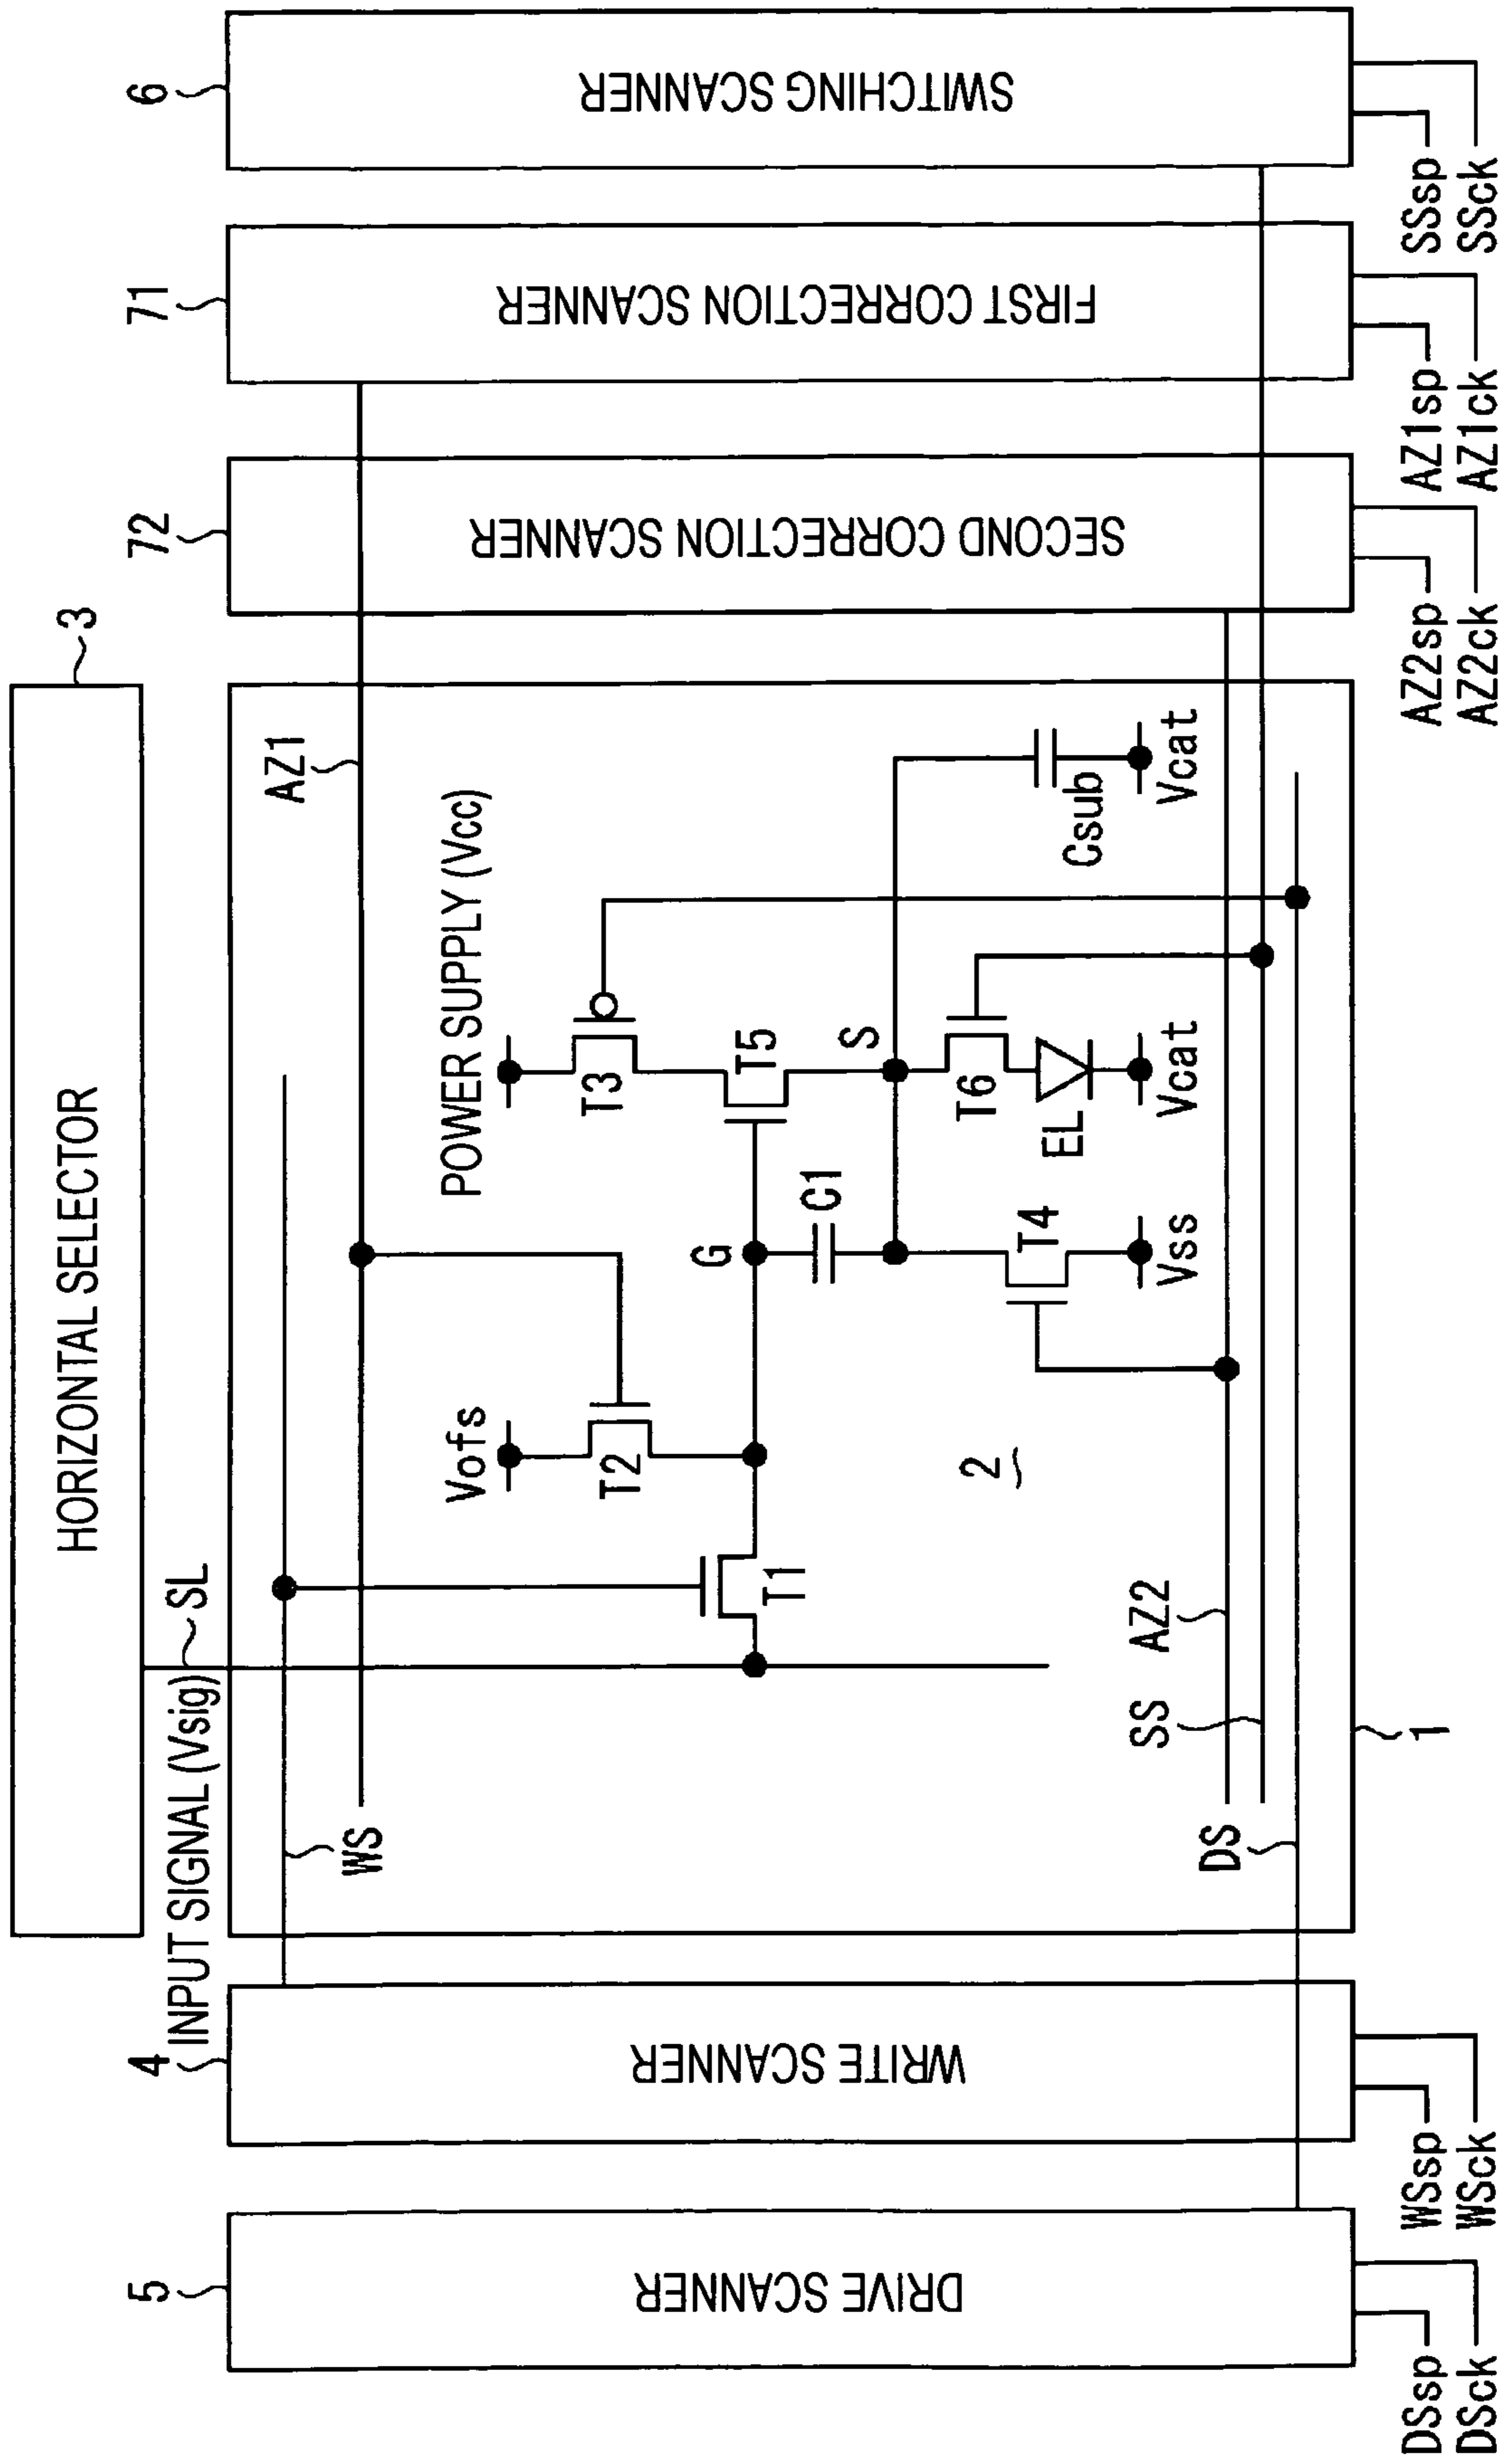 3
HORIZONTAL SELECTOR
INPUT SIGNAL (Vsig)
SL
5
4
72
71
6
DRIVE SCANNER
WRITE SCANNER
SECOND CORRECTION SCANNER
FIRST CORRECTION SCANNER
SWITCHING SCANNER
WS
AZ1
Vofs
POWER SUPPLY (Vcc)
T2
T3
G
T1
T5
C1
S
2
T4
T6
EL
Csub
Vss
Vcat
Vcat
SS
AZ2
DS
1
DSsp
DSck
WSsp
WSck
AZ2sp
AZ2ck
AZ1sp
AZ1ck
SSsp
SSck